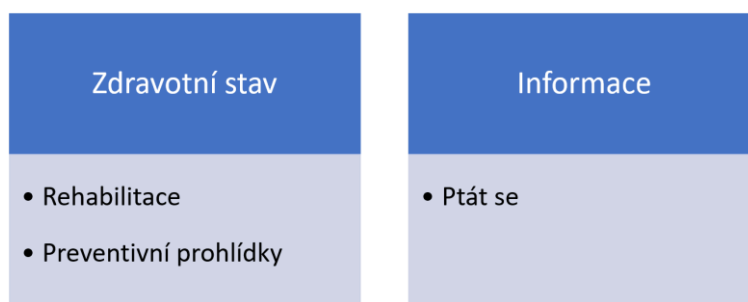 Zdravotní stav
• Rehabilitace
• Preventivní prohlídky
Informace
• Ptát se